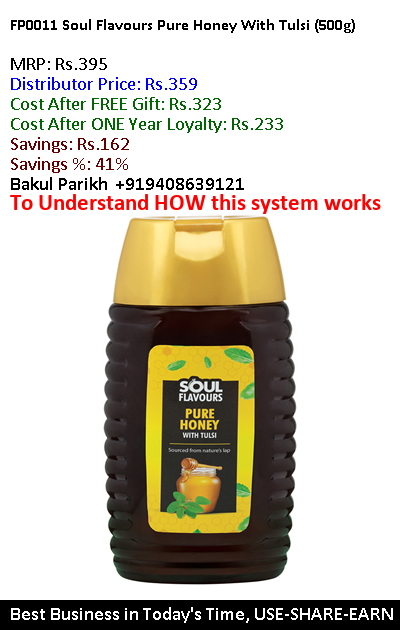 FP0011 Soul Flavours Pure Honey With Tulsi (500g)
MRP: Rs.395
Distributor Price: Rs.359
Cost After FREE Gift: Rs.323
Cost After ONE Year Loyalty: Rs.233
Savings: Rs.162
Savings %: 41%
Bakul Parikh +919408639121
To Understand HOW this system works
SOUL
FLAVOURS
PURE
HONEY
WITH TULSI
Sourced from nature's lap
Best Business in Today's Time, USE-SHARE-EARN